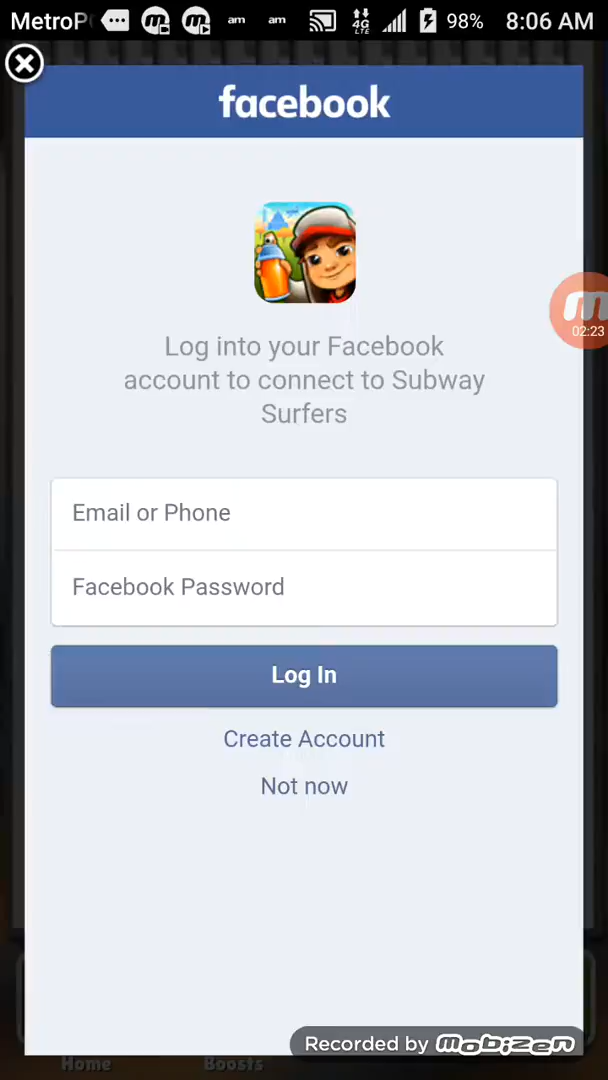 MetroP
am
am
4G
LTE
98%
8:06 AM
facebook
02:23
Log into your Facebook
account to connect to Subway
Surfers
Email or Phone
Facebook Password
Log In
Create Account
Not now
Recorded by Mobizen
Home
Boosts